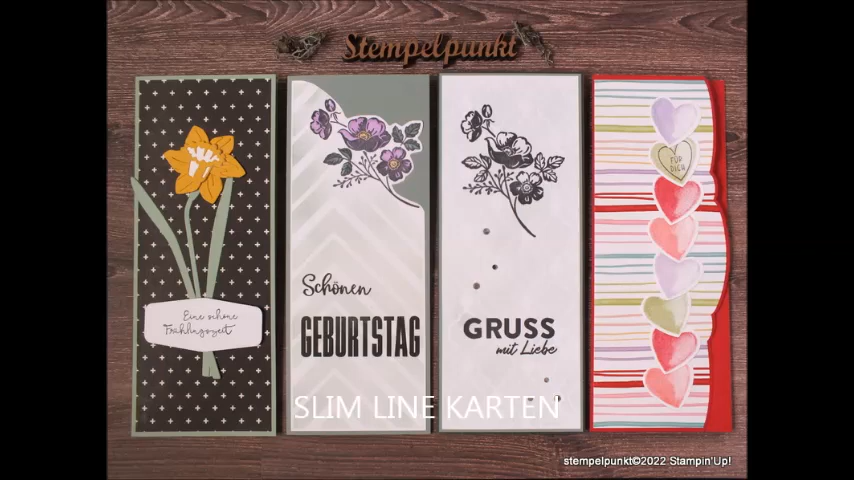 Stempelpunkt
FÜR
DICH
Eine schöne
Frühlingszeit
Schönen
GEBURTSTAG
GRUSS
mit Liebe
SLIM LINE KARTEN
stempelpunkt©2022 Stampin'Up!